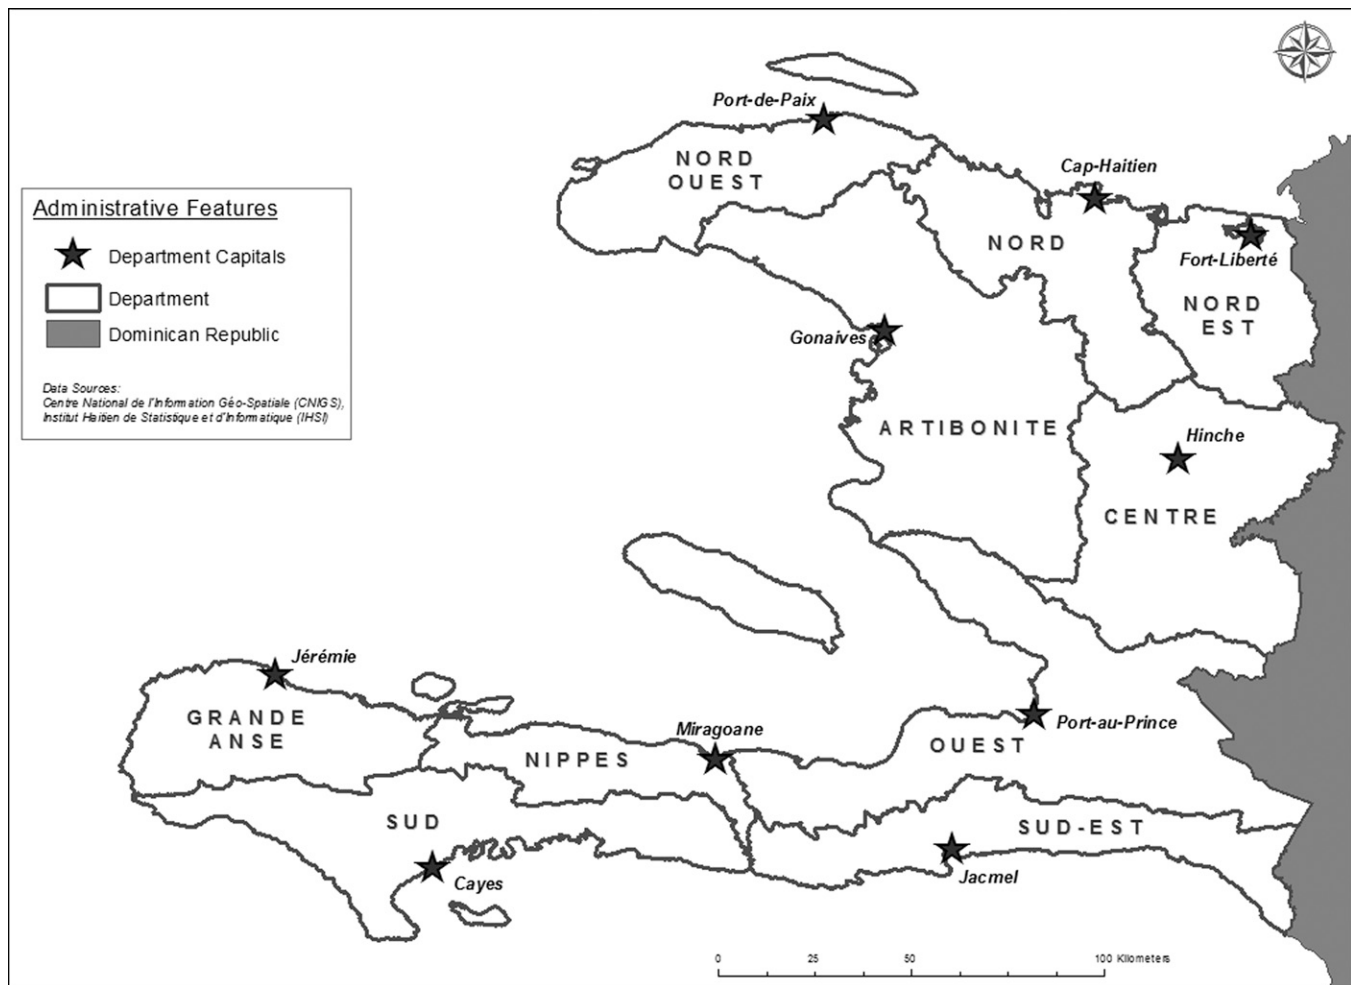 Port-de-Paix
Cap-Haitien
NORD
OUEST
Administrative Features
Department Capitals
Department
Dominican Republic
Data Sources:
Centre National de l'Information Géo-Spatiale (CNIGS),
Institut Haitien de Statistique et d'Informatique (IHSI)
NORD
Fort-Liberté
NORD
EST
Gonaives
ARTIBONITE
Hinche
CENTRE
Jérémie
GRANDE
ANSE
Miragoane
NIPPES
OUEST
Port-au-Prince
SUD
SUD-EST
Cayes
Jacmel
0 25 50 100 Kilometers